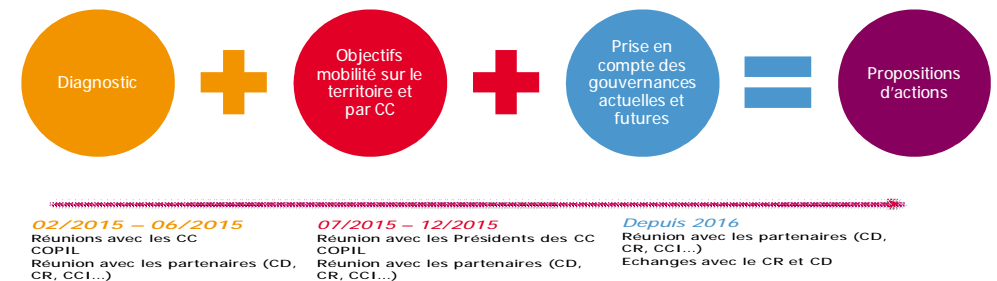 Diagnostic
Objectifs
mobilité sur le
territoire et
par CC
Prise en
compte des
gouvernances
actuelles et
futures
Propositions
d’actions
02/2015 – 06/2015
Réunions avec les CC
COPIL
Réunion avec les partenaires (CD,
CR, CCI…)
07/2015 – 12/2015
Réunion avec les Présidents des CC
COPIL
Réunion avec les partenaires (CD,
CR, CCI…)
Depuis 2016
Réunion avec les partenaires (CD,
CR, CCI…)
Echanges avec le CR et CD